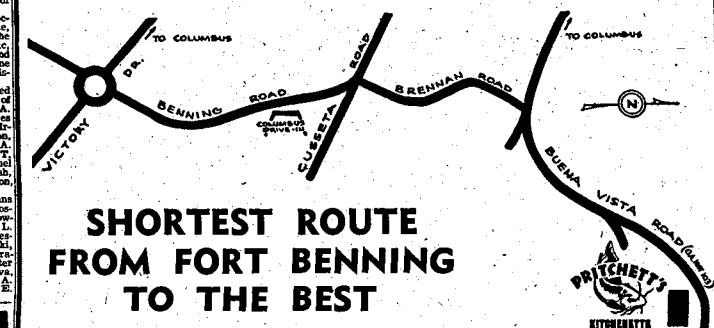 TO COLUMBUS
VICTORY DR.
BENNING ROAD
COLUMBUS DRIVE-IN
CUSSETA ROAD
BRENNAN ROAD
TO COLUMBUS
N
BUENA VISTA ROAD
SHORTEST ROUTE
FROM FORT BENNING
TO THE BEST
PRITCHETT'S
KITCHENETTE